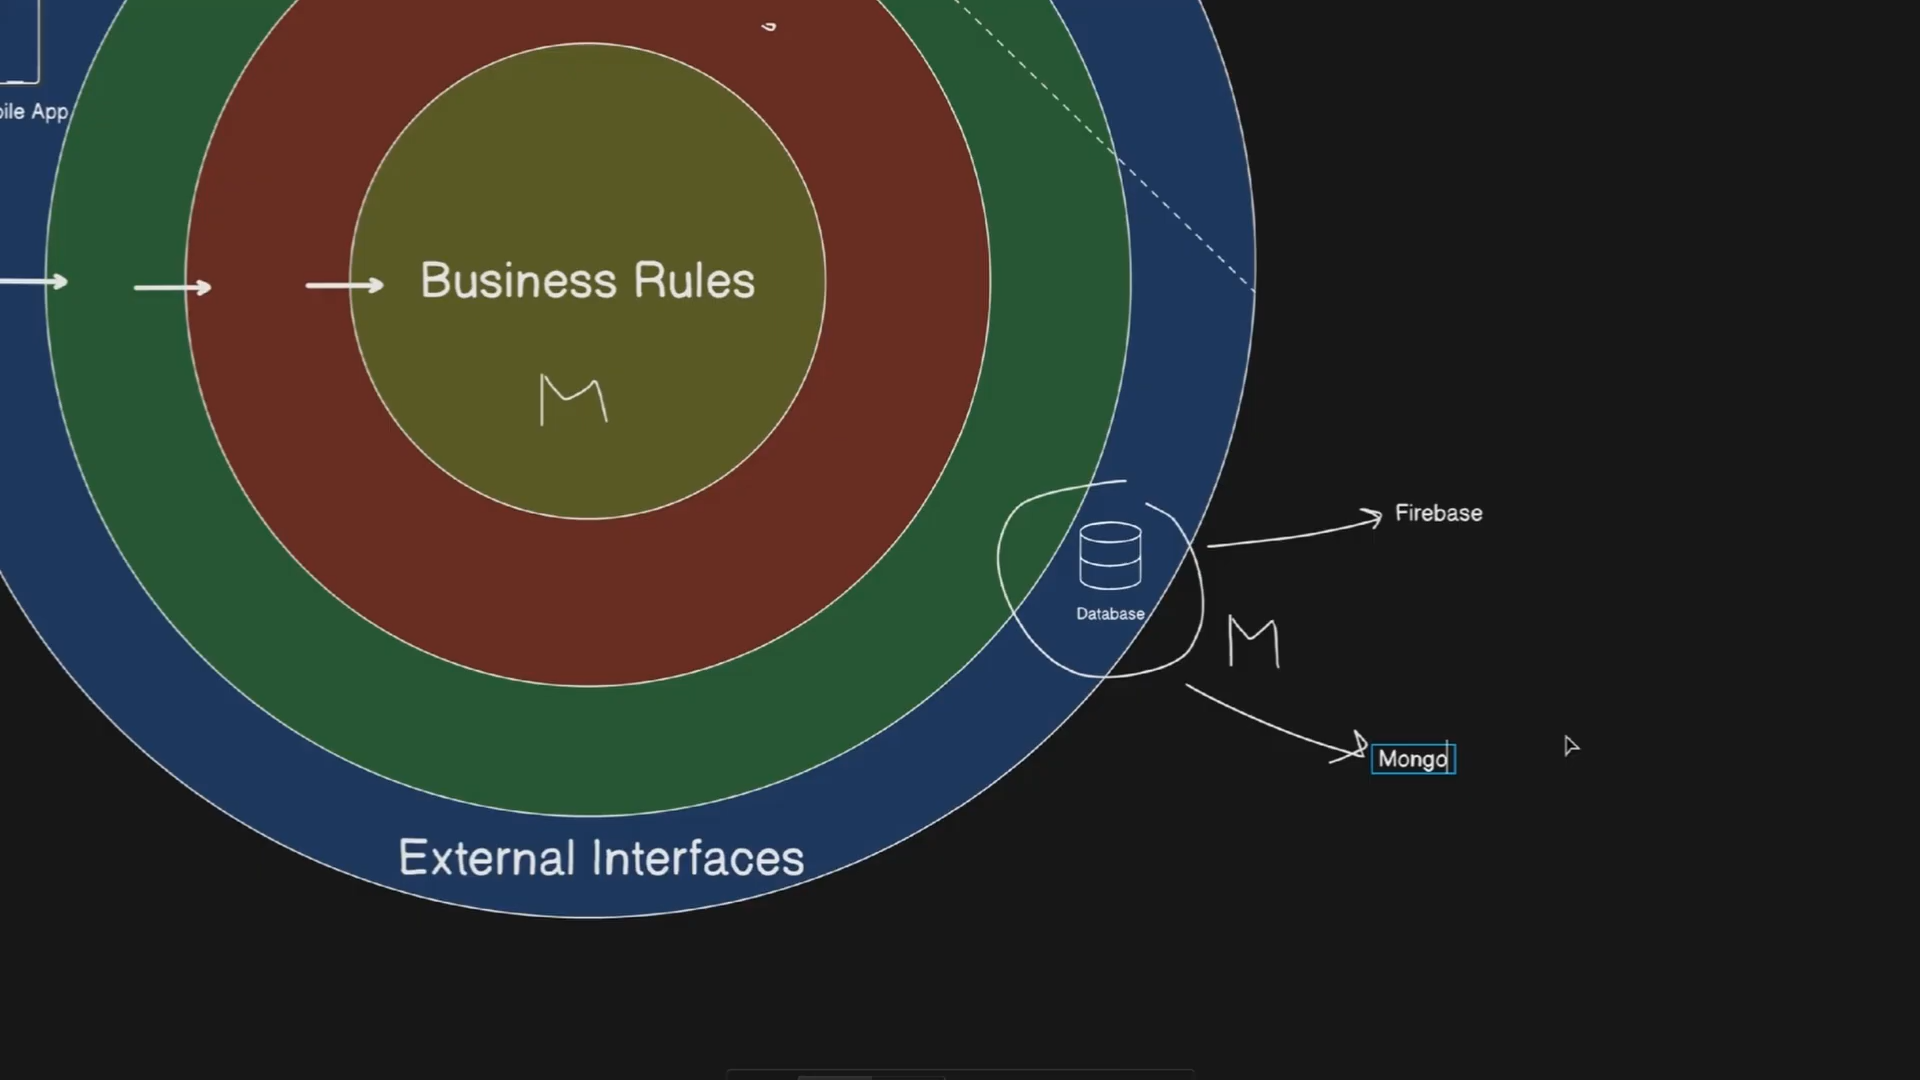 bile App
Business Rules
M
Firebase
Database
M
Mongo
External Interfaces